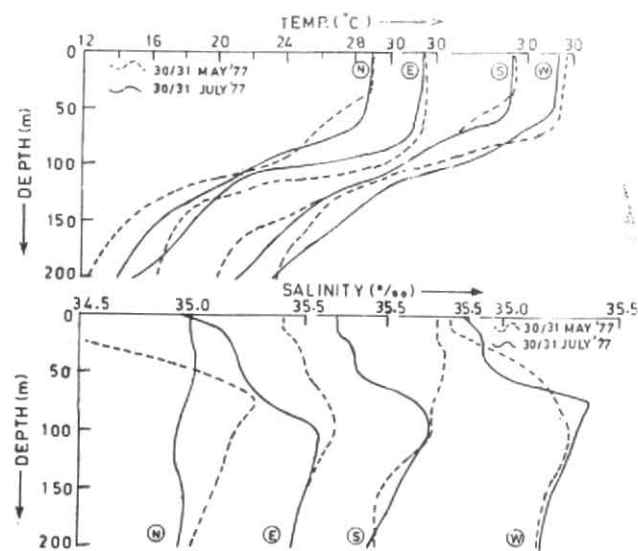 TEMP. (°C)
12 16 20 24 28 30 30 30 30
0
50
100
150
200
DEPTH (m)
30/31 MAY '77
30/31 JULY '77
N E S W
SALINITY (°/oo)
34.5 35.0 35.5 35.5 35.0 35.5
0
50
100
150
200
DEPTH (m)
30/31 MAY '77
30/31 JULY '77
N E S W